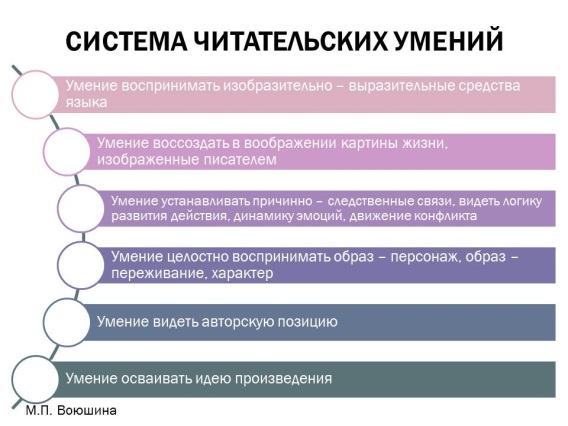 СИСТЕМА ЧИТАТЕЛЬСКИХ УМЕНИЙ
Умение воспринимать изобразительно – выразительные средства
языка
Умение воссоздать в воображении картины жизни,
изображенные писателем
Умение устанавливать причинно – следственные связи, видеть логику
развития действия, динамику эмоций, движение конфликта
Умение целостно воспринимать образ – персонаж, образ –
переживание, характер
Умение видеть авторскую позицию
Умение осваивать идею произведения
М.П. Воюшина